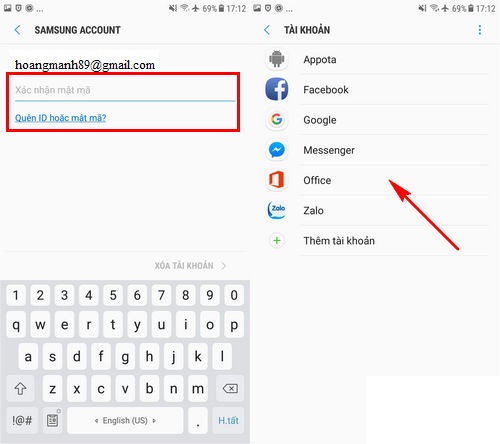 69% 17:12
SAMSUNG ACCOUNT
hoangmanh89@gmail.com
Xác nhận mật mã
Quên ID hoặc mật mã?
XÓA TÀI KHOẢN
1 2 3 4 5 6 7 8 9 0
q w e r t y u i o p
a s d f g h j k l
z x c v b n m
!@# English (US) . H.tất
69% 17:12
TÀI KHOẢN
Appota
Facebook
Google
Messenger
Office
Zalo
Zalo
Thêm tài khoản